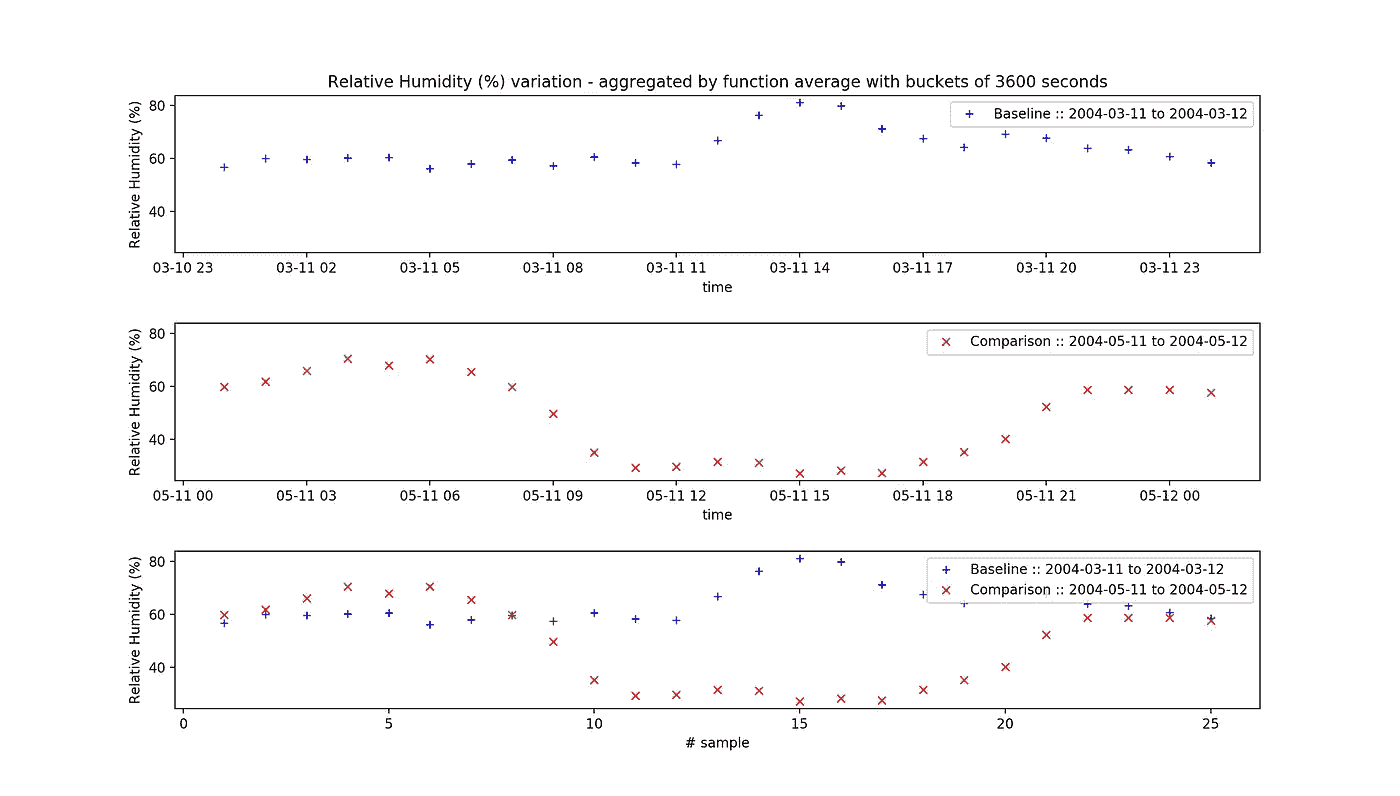 Relative Humidity (%) variation - aggregated by function average with buckets of 3600 seconds
Relative Humidity (%)
80
60
40
Baseline :: 2004-03-11 to 2004-03-12
03-10 23 03-11 02 03-11 05 03-11 08 03-11 11 03-11 14 03-11 17 03-11 20 03-11 23
time
Relative Humidity (%)
80
60
40
Comparison :: 2004-05-11 to 2004-05-12
05-11 00 05-11 03 05-11 06 05-11 09 05-11 12 05-11 15 05-11 18 05-11 21 05-12 00
time
Relative Humidity (%)
80
60
40
Baseline :: 2004-03-11 to 2004-03-12
Comparison :: 2004-05-11 to 2004-05-12
0 5 10 15 20 25
# sample